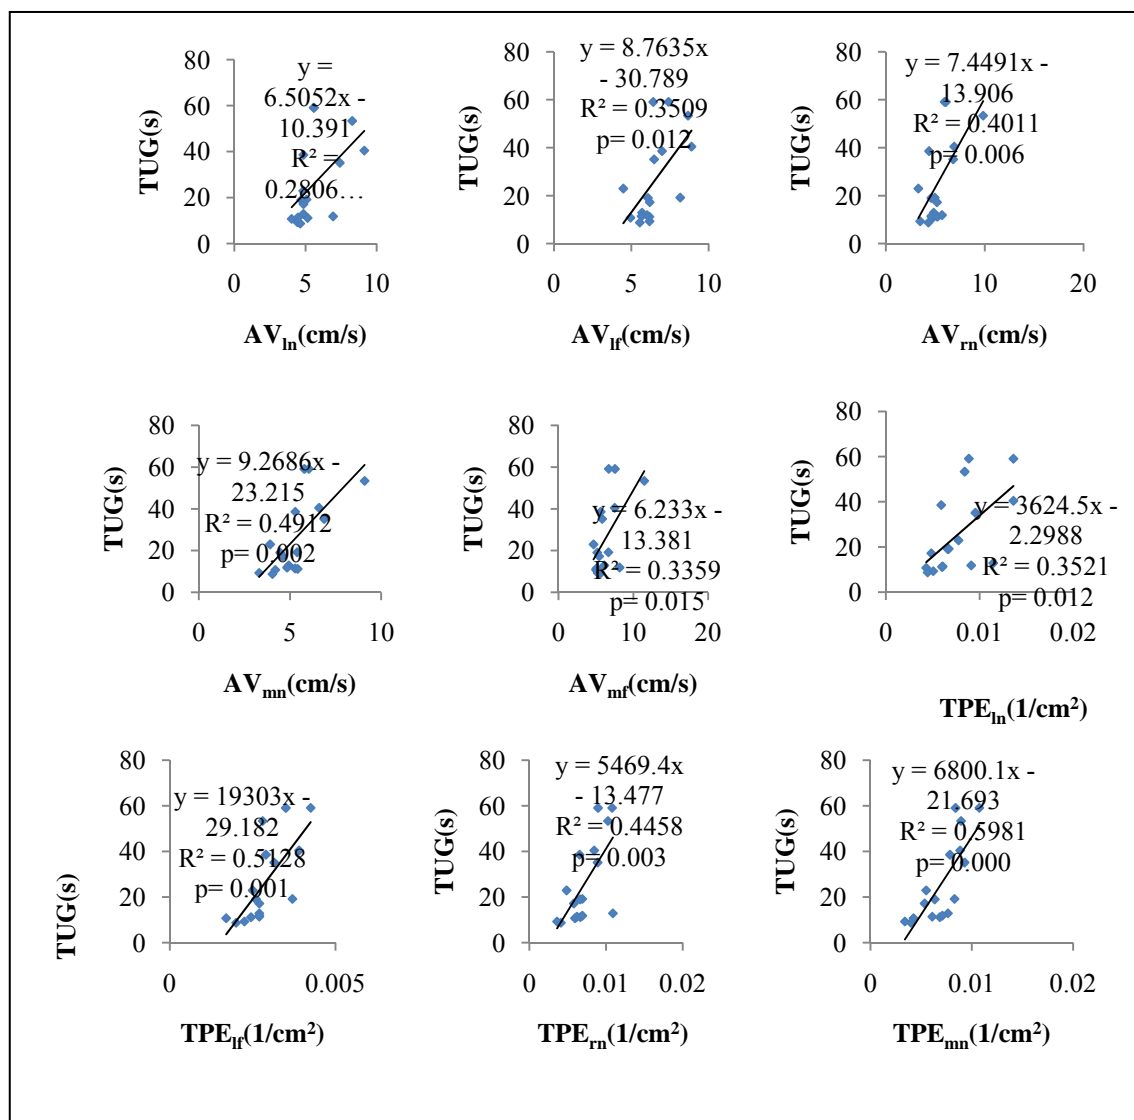 80
60
40
20
0
TUG(s)
y =
6.5052x -
10.391
R² =
0.2806…
0 5 10
AVln(cm/s)
80
60
40
20
0
TUG(s)
y = 8.7635x
- 30.789
R² = 0.3509
p= 0.012
0 5 10
AVlf(cm/s)
80
60
40
20
0
TUG(s)
y = 7.4491x -
13.906
R² = 0.4011
p= 0.006
0 10 20
AVrn(cm/s)
80
60
40
20
0
TUG(s)
y = 9.2686x -
23.215
R² = 0.4912
p= 0.002
0 5 10
AVmn(cm/s)
80
60
40
20
0
TUG(s)
y = 6.233x -
13.381
R² = 0.3359
p= 0.015
0 10 20
AVmf(cm/s)
80
60
40
20
0
TUG(s)
y = 3624.5x -
2.2988
R² = 0.3521
p= 0.012
0 0.01 0.02
TPEln(1/cm²)
80
60
40
20
0
TUG(s)
y = 19303x -
29.182
R² = 0.5128
p= 0.001
0 0.005
TPElf(1/cm²)
80
60
40
20
0
TUG(s)
y = 5469.4x
- 13.477
R² = 0.4458
p= 0.003
0 0.01 0.02
TPErn(1/cm²)
80
60
40
20
0
TUG(s)
y = 6800.1x -
21.693
R² = 0.5981
p= 0.000
0 0.01 0.02
TPEmn(1/cm²)